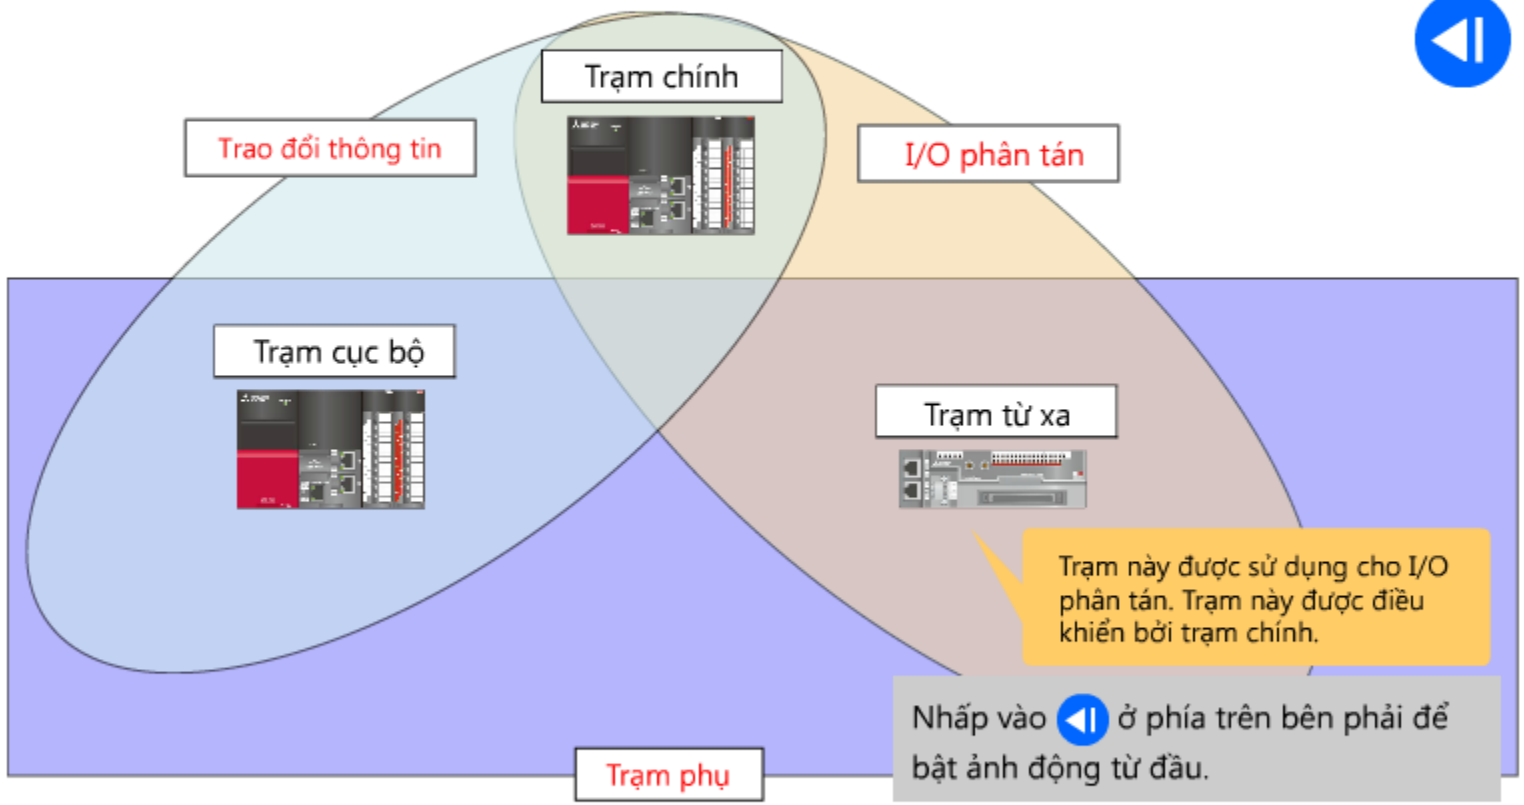 Trạm chính
Trao đổi thông tin
I/O phân tán
Trạm cục bộ
Trạm từ xa
Trạm này được sử dụng cho I/O
phân tán. Trạm này được điều
khiển bởi trạm chính.
Nhấp vào ở phía trên bên phải để
bật ảnh động từ đầu.
Trạm phụ